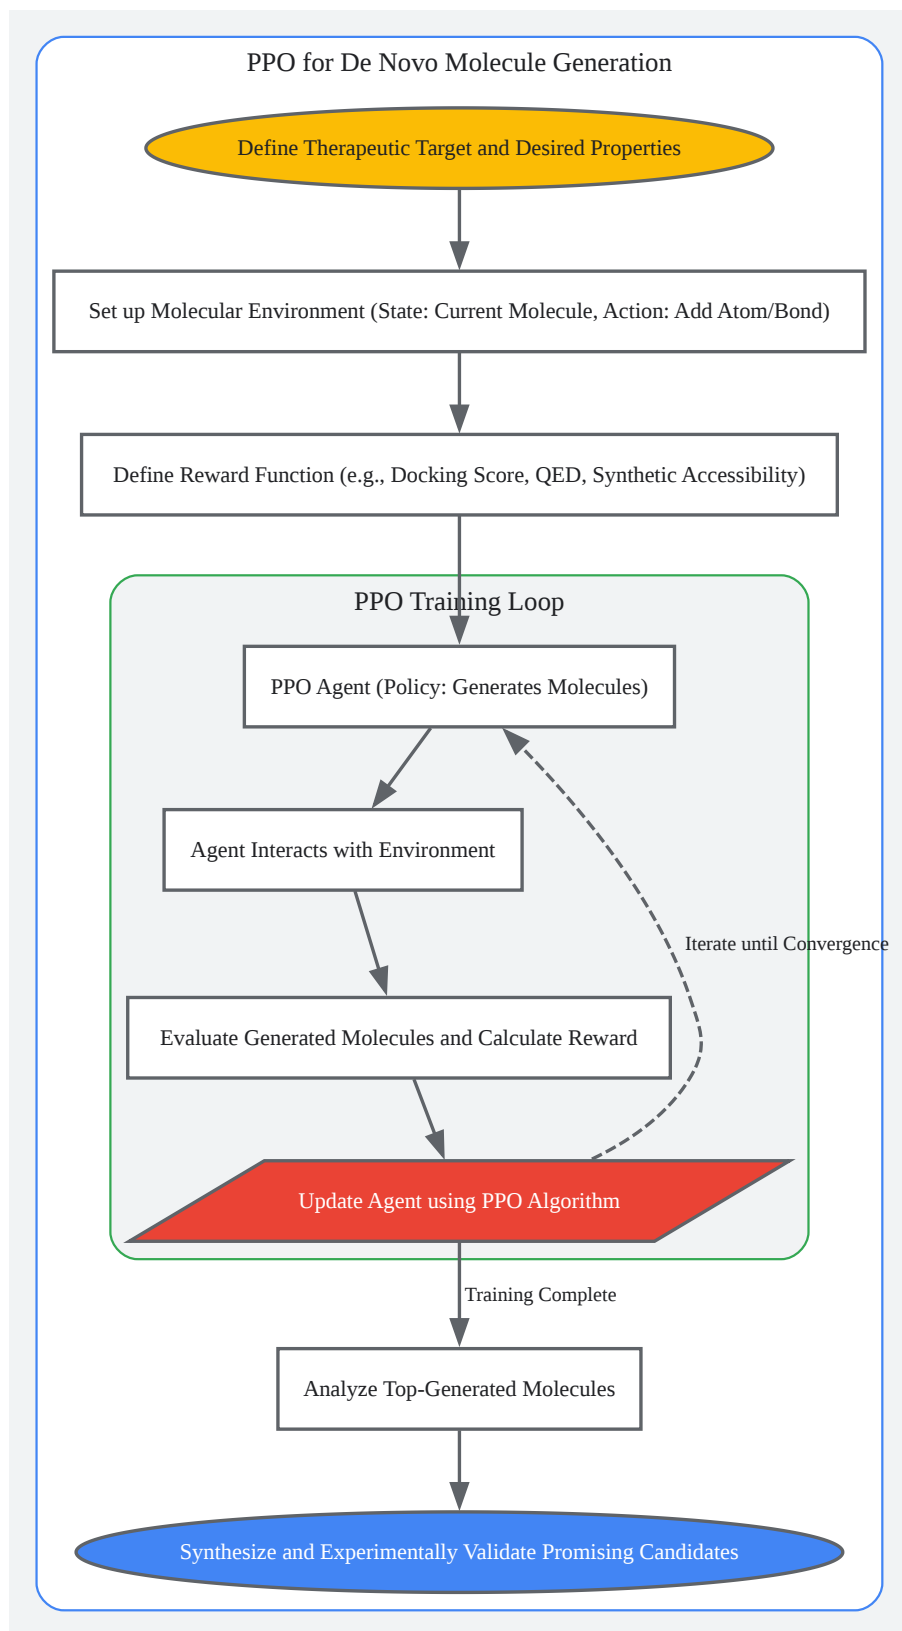 PPO for De Novo Molecule Generation
Define Therapeutic Target and Desired Properties
Set up Molecular Environment (State: Current Molecule, Action: Add Atom/Bond)
Define Reward Function (e.g., Docking Score, QED, Synthetic Accessibility)
PPO Training Loop
PPO Agent (Policy: Generates Molecules)
Agent Interacts with Environment
Iterate until Convergence
Evaluate Generated Molecules and Calculate Reward
Update Agent using PPO Algorithm
Training Complete
Analyze Top-Generated Molecules
Synthesize and Experimentally Validate Promising Candidates